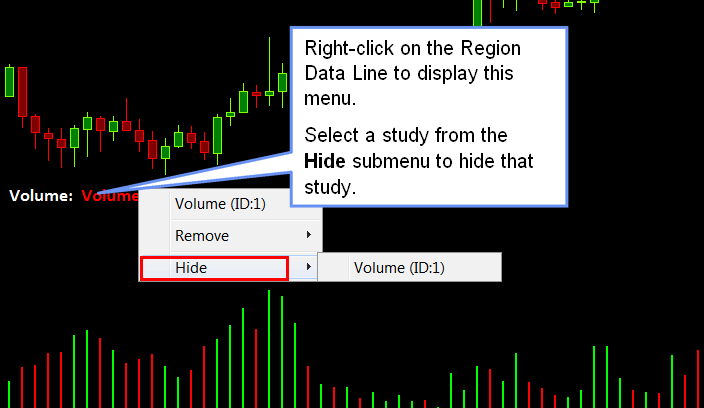 Right-click on the Region
Data Line to display this
menu.
Select a study from the
Hide submenu to hide that
study.
Volume: Volume
Volume (ID:1)
Remove
Hide
Volume (ID:1)